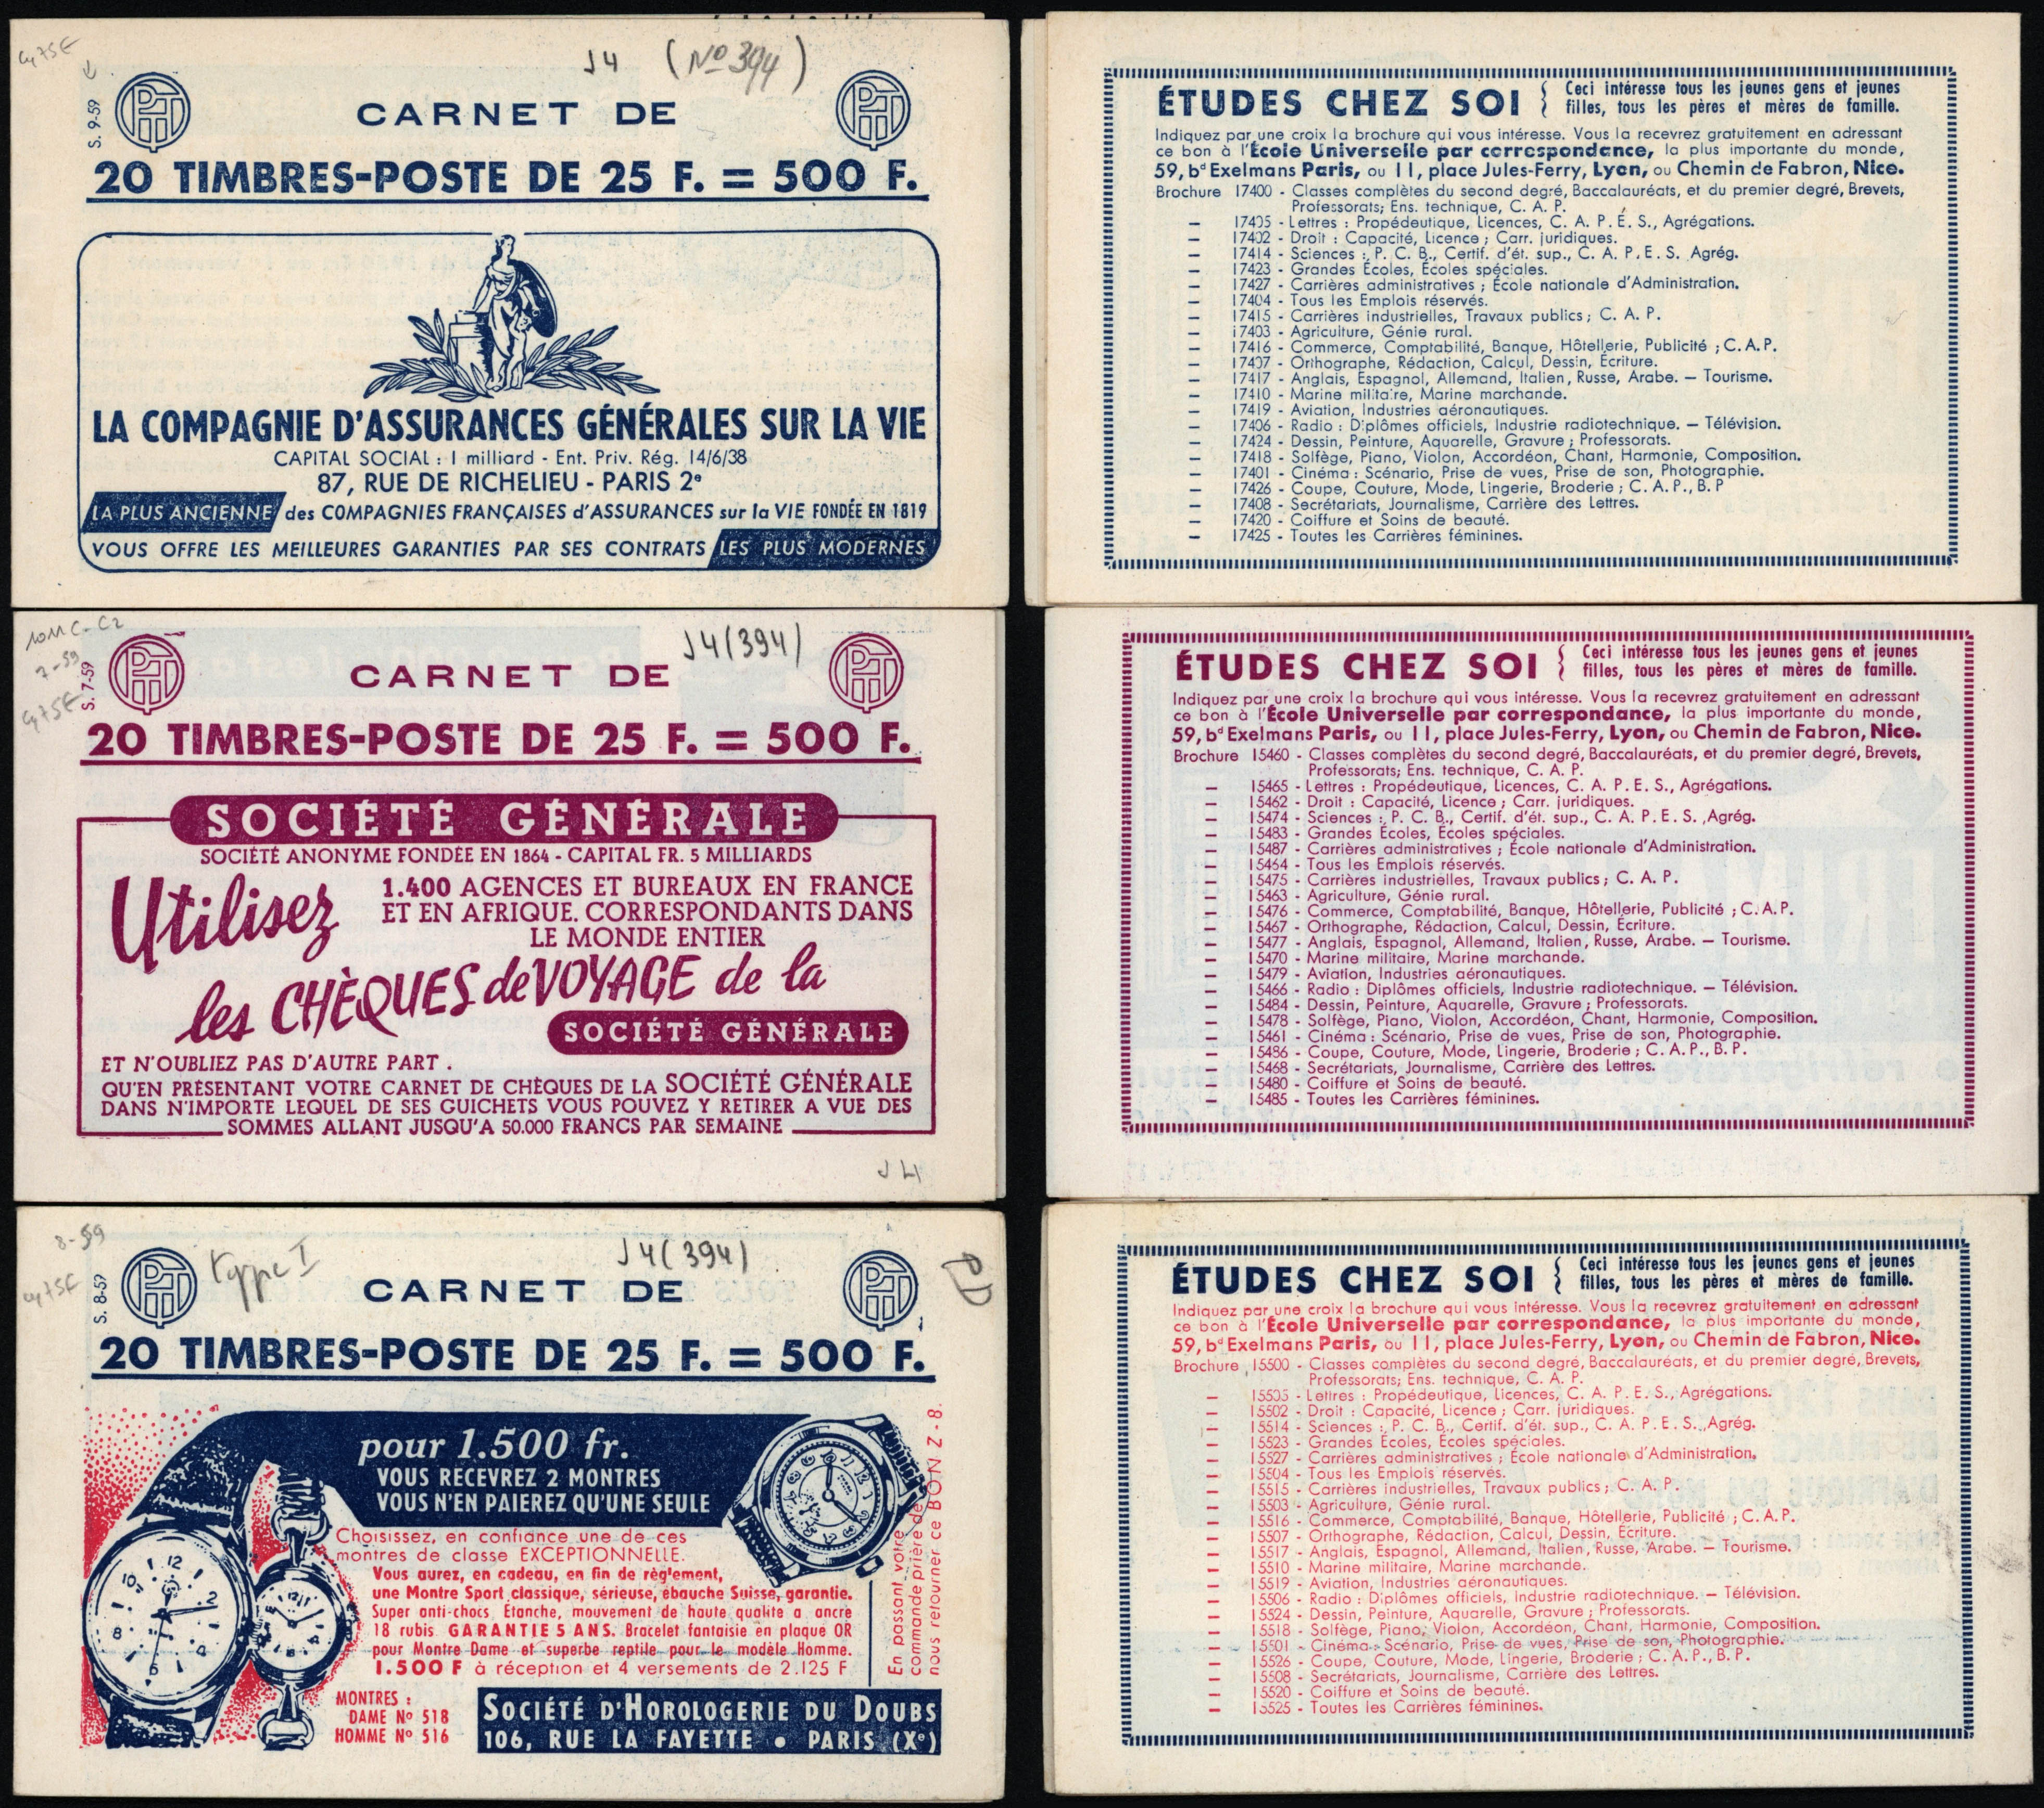 J4 (Nº 394)
S. 9-59
PTT
CARNET DE
PTT
20 TIMBRES-POSTE DE 25 F. = 500 F.
LA COMPAGNIE D'ASSURANCES GÉNÉRALES SUR LA VIE
CAPITAL SOCIAL : 1 milliard - Ent. Priv. Rég. 14/6/38
87, RUE DE RICHELIEU - PARIS 2e
LA PLUS ANCIENNE des COMPAGNIES FRANÇAISES d'ASSURANCES sur la VIE FONDÉE EN 1819
VOUS OFFRE LES MEILLEURES GARANTIES PAR SES CONTRATS LES PLUS MODERNES
ÉTUDES CHEZ SOI { Ceci intéresse tous les jeunes gens et jeunes
filles, tous les pères et mères de famille.
Indiquez par une croix la brochure qui vous intéresse. Vous la recevrez gratuitement en adressant
ce bon à l'École Universelle par correspondance, la plus importante du monde,
59, bd Exelmans Paris, ou 11, place Jules-Ferry, Lyon, ou Chemin de Fabron, Nice.
Brochure 17400 - Classes complètes du second degré, Baccalauréats, et du premier degré, Brevets,
Professorats; Ens. technique, C. A. P.
— 17405 - Lettres : Propédeutique, Licences, C. A. P. É. S., Agrégations.
— 17402 - Droit : Capacité, Licence ; Carr. juridiques.
— 17414 - Sciences : P. C. B., Certif. d'ét. sup., C. A. P. E. S. Agrég.
— 17423 - Grandes Écoles, Écoles spéciales.
— 17427 - Carrières administratives ; École nationale d'Administration.
— 17404 - Tous les Emplois réservés.
— 17415 - Carrières industrielles, Travaux publics ; C. A. P.
— 17403 - Agriculture, Génie rural.
— 17416 - Commerce, Comptabilité, Banque, Hôtellerie, Publicité ; C. A. P.
— 17407 - Orthographe, Rédaction, Calcul, Dessin, Écriture.
— 17417 - Anglais, Espagnol, Allemand, Italien, Russe, Arabe. — Tourisme.
— 17410 - Marine militaire, Marine marchande.
— 17419 - Aviation, Industries aéronautiques.
— 17406 - Radio : Diplômes officiels, Industrie radiotechnique. — Télévision.
— 17424 - Dessin, Peinture, Aquarelle, Gravure ; Professorats.
— 17418 - Solfège, Piano, Violon, Accordéon, Chant, Harmonie, Composition.
— 17401 - Cinéma : Scénario, Prise de vues, Prise de son, Photographie.
— 17426 - Coupe, Couture, Mode, Lingerie, Broderie ; C. A. P., B. P
— 17408 - Secrétariats, Journalisme, Carrière des Lettres.
— 17420 - Coiffure et Soins de beauté.
— 17425 - Toutes les Carrières féminines.
7-59
J4 (394)
S. 7-59
PTT
CARNET DE
PTT
20 TIMBRES-POSTE DE 25 F. = 500 F.
SOCIÉTÉ GÉNÉRALE
SOCIÉTÉ ANONYME FONDÉE EN 1864 - CAPITAL FR. 5 MILLIARDS
Utilisez
1.400 AGENCES ET BUREAUX EN FRANCE
ET EN AFRIQUE. CORRESPONDANTS DANS
LE MONDE ENTIER
les CHÈQUES de VOYAGE de la
SOCIÉTÉ GÉNÉRALE
ET N'OUBLIEZ PAS D'AUTRE PART .
QU'EN PRÉSENTANT VOTRE CARNET DE CHÈQUES DE LA SOCIÉTÉ GÉNÉRALE
DANS N'IMPORTE LEQUEL DE SES GUICHETS VOUS POUVEZ Y RETIRER A VUE DES
SOMMES ALLANT JUSQU'A 50.000 FRANCS PAR SEMAINE
J4
ÉTUDES CHEZ SOI { Ceci intéresse tous les jeunes gens et jeunes
filles, tous les pères et mères de famille.
Indiquez par une croix la brochure qui vous intéresse. Vous la recevrez gratuitement en adressant
ce bon à l'École Universelle par correspondance, la plus importante du monde,
59, bd Exelmans Paris, ou 11, place Jules-Ferry, Lyon, ou Chemin de Fabron, Nice.
Brochure 15460 - Classes complètes du second degré, Baccalauréats, et du premier degré, Brevets,
Professorats; Ens. technique, C. A. P.
— 15465 - Lettres : Propédeutique, Licences, C. A. P. E. S., Agrégations.
— 15462 - Droit : Capacité, Licence ; Carr. juridiques.
— 15474 - Sciences : P. C. B., Certif. d'ét. sup., C. A. P. E. S. ,Agrég.
— 15483 - Grandes Écoles, Écoles spéciales.
— 15487 - Carrières administratives ; École nationale d'Administration.
— 15464 - Tous les Emplois réservés.
— 15475 - Carrières industrielles, Travaux publics ; C. A. P.
— 15463 - Agriculture, Génie rural.
— 15476 - Commerce, Comptabilité, Banque, Hôtellerie, Publicité ; C. A. P.
— 15467 - Orthographe, Rédaction, Calcul, Dessin, Écriture.
— 15477 - Anglais, Espagnol, Allemand, Italien, Russe, Arabe. — Tourisme.
— 15470 - Marine militaire, Marine marchande.
— 15479 - Aviation, Industries aéronautiques.
— 15466 - Radio : Diplômes officiels, Industrie radiotechnique. — Télévision.
— 15484 - Dessin, Peinture, Aquarelle, Gravure ; Professorats.
— 15478 - Solfège, Piano, Violon, Accordéon, Chant, Harmonie, Composition.
— 15461 - Cinéma : Scénario, Prise de vues, Prise de son, Photographie.
— 15486 - Coupe, Couture, Mode, Lingerie, Broderie ; C. A. P., B. P.
— 15468 - Secrétariats, Journalisme, Carrière des Lettres.
— 15480 - Coiffure et Soins de beauté.
— 15485 - Toutes les Carrières féminines.
8-59
Type I
J4 (394)
PD
S. 8-59
PTT
CARNET DE
PTT
20 TIMBRES-POSTE DE 25 F. = 500 F.
pour 1.500 fr.
VOUS RECEVREZ 2 MONTRES
VOUS N'EN PAIEREZ QU'UNE SEULE
Choisissez, en confiance une de ces
montres de classe EXCEPTIONNELLE.
Vous aurez, en cadeau, en fin de règlement,
une Montre Sport classique, sérieuse, ébauche Suisse, garantie.
Super anti-chocs, Étanche, mouvement de haute qualité à ancre
18 rubis GARANTIE 5 ANS. Bracelet fantaisie en plaqué OR
pour Montre Dame et superbe reptile pour le modèle Homme.
1.500 F à réception et 4 versements de 2.125 F
En passant votre
commande prière de
nous retourner ce BON Z - 8.
MONTRES :
DAME Nº 518
HOMME Nº 516
SOCIÉTÉ D'HOROLOGERIE DU DOUBS
106, RUE LA FAYETTE • PARIS (Xe)
ÉTUDES CHEZ SOI { Ceci intéresse tous les jeunes gens et jeunes
filles, tous les pères et mères de famille.
Indiquez par une croix la brochure qui vous intéresse. Vous la recevrez gratuitement en adressant
ce bon à l'École Universelle par correspondance, la plus importante du monde,
59, bd Exelmans Paris, ou 11, place Jules-Ferry, Lyon, ou Chemin de Fabron, Nice.
Brochure 15500 - Classes complètes du second degré, Baccalauréats, et du premier degré, Brevets,
Professorats; Ens. technique, C. A. P.
— 15505 - Lettres : Propédeutique, Licences, C. A. P. E. S., Agrégations.
— 15502 - Droit : Capacité, Licence ; Carr. juridiques.
— 15514 - Sciences : P. C. B., Certif. d'ét. sup., C. A. P. E. S., Agrég.
— 15523 - Grandes Écoles, Écoles spéciales.
— 15527 - Carrières administratives ; École nationale d'Administration.
— 15504 - Tous les Emplois réservés.
— 15515 - Carrières industrielles, Travaux publics ; C. A. P.
— 15503 - Agriculture, Génie rural.
— 15516 - Commerce, Comptabilité, Banque, Hôtellerie, Publicité ; C. A. P.
— 15507 - Orthographe, Rédaction, Calcul, Dessin, Écriture.
— 15517 - Anglais, Espagnol, Allemand, Italien, Russe, Arabe. — Tourisme.
— 15510 - Marine militaire, Marine marchande.
— 15519 - Aviation, Industries aéronautiques.
— 15506 - Radio : Diplômes officiels, Industrie radiotechnique. — Télévision.
— 15524 - Dessin, Peinture, Aquarelle, Gravure ; Professorats.
— 15518 - Solfège, Piano, Violon, Accordéon, Chant, Harmonie, Composition.
— 15501 - Cinéma : Scénario, Prise de vues, Prise de son, Photographie.
— 15526 - Coupe, Couture, Mode, Lingerie, Broderie ; C. A. P., B. P.
— 15508 - Secrétariats, Journalisme, Carrière des Lettres.
— 15520 - Coiffure et Soins de beauté.
— 15525 - Toutes les Carrières féminines.